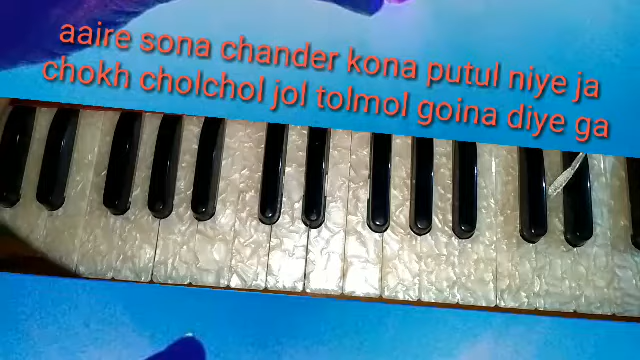 aaire sona chander kona putul niye ja
chokh cholchol jol tolmol goina diye ga